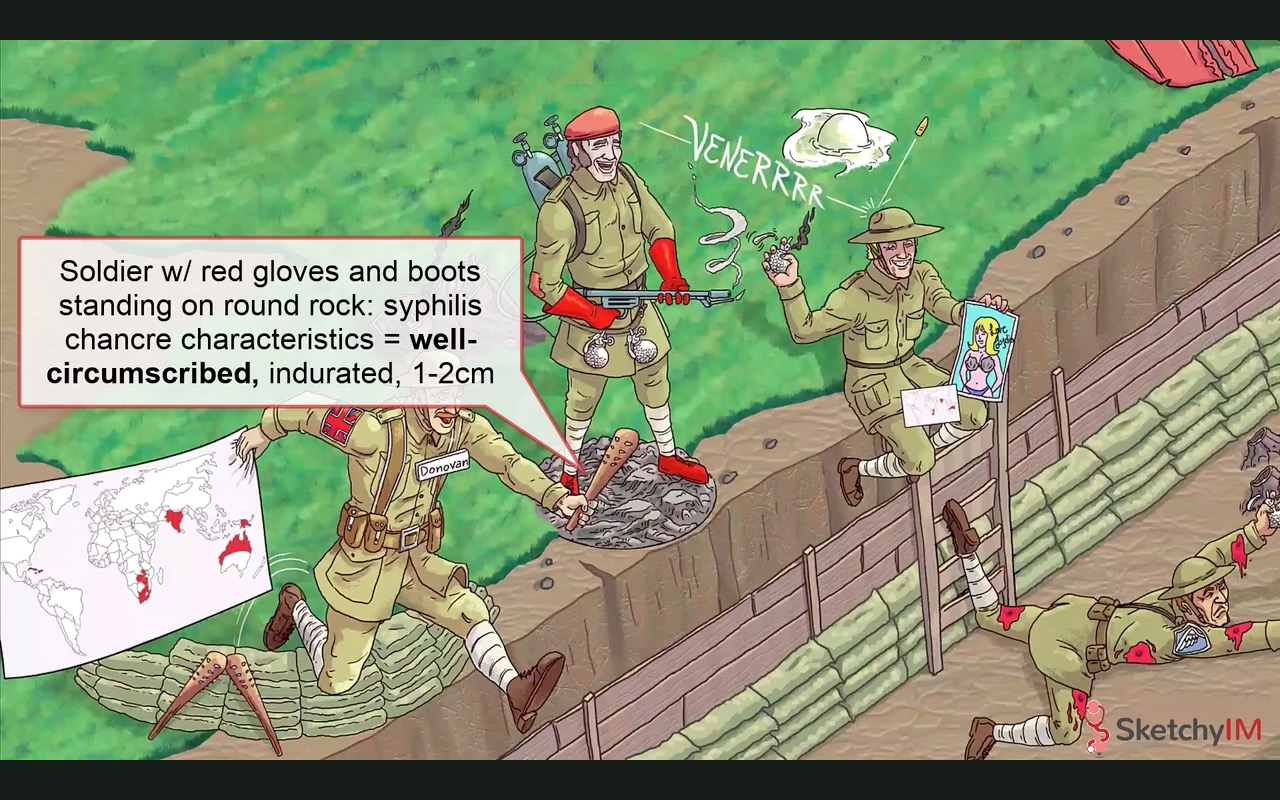 VENERRRR
Soldier w/ red gloves and boots
standing on round rock: syphilis
chancre characteristics = well-
circumscribed, indurated, 1-2cm
Love
Donovan
SketchyIM